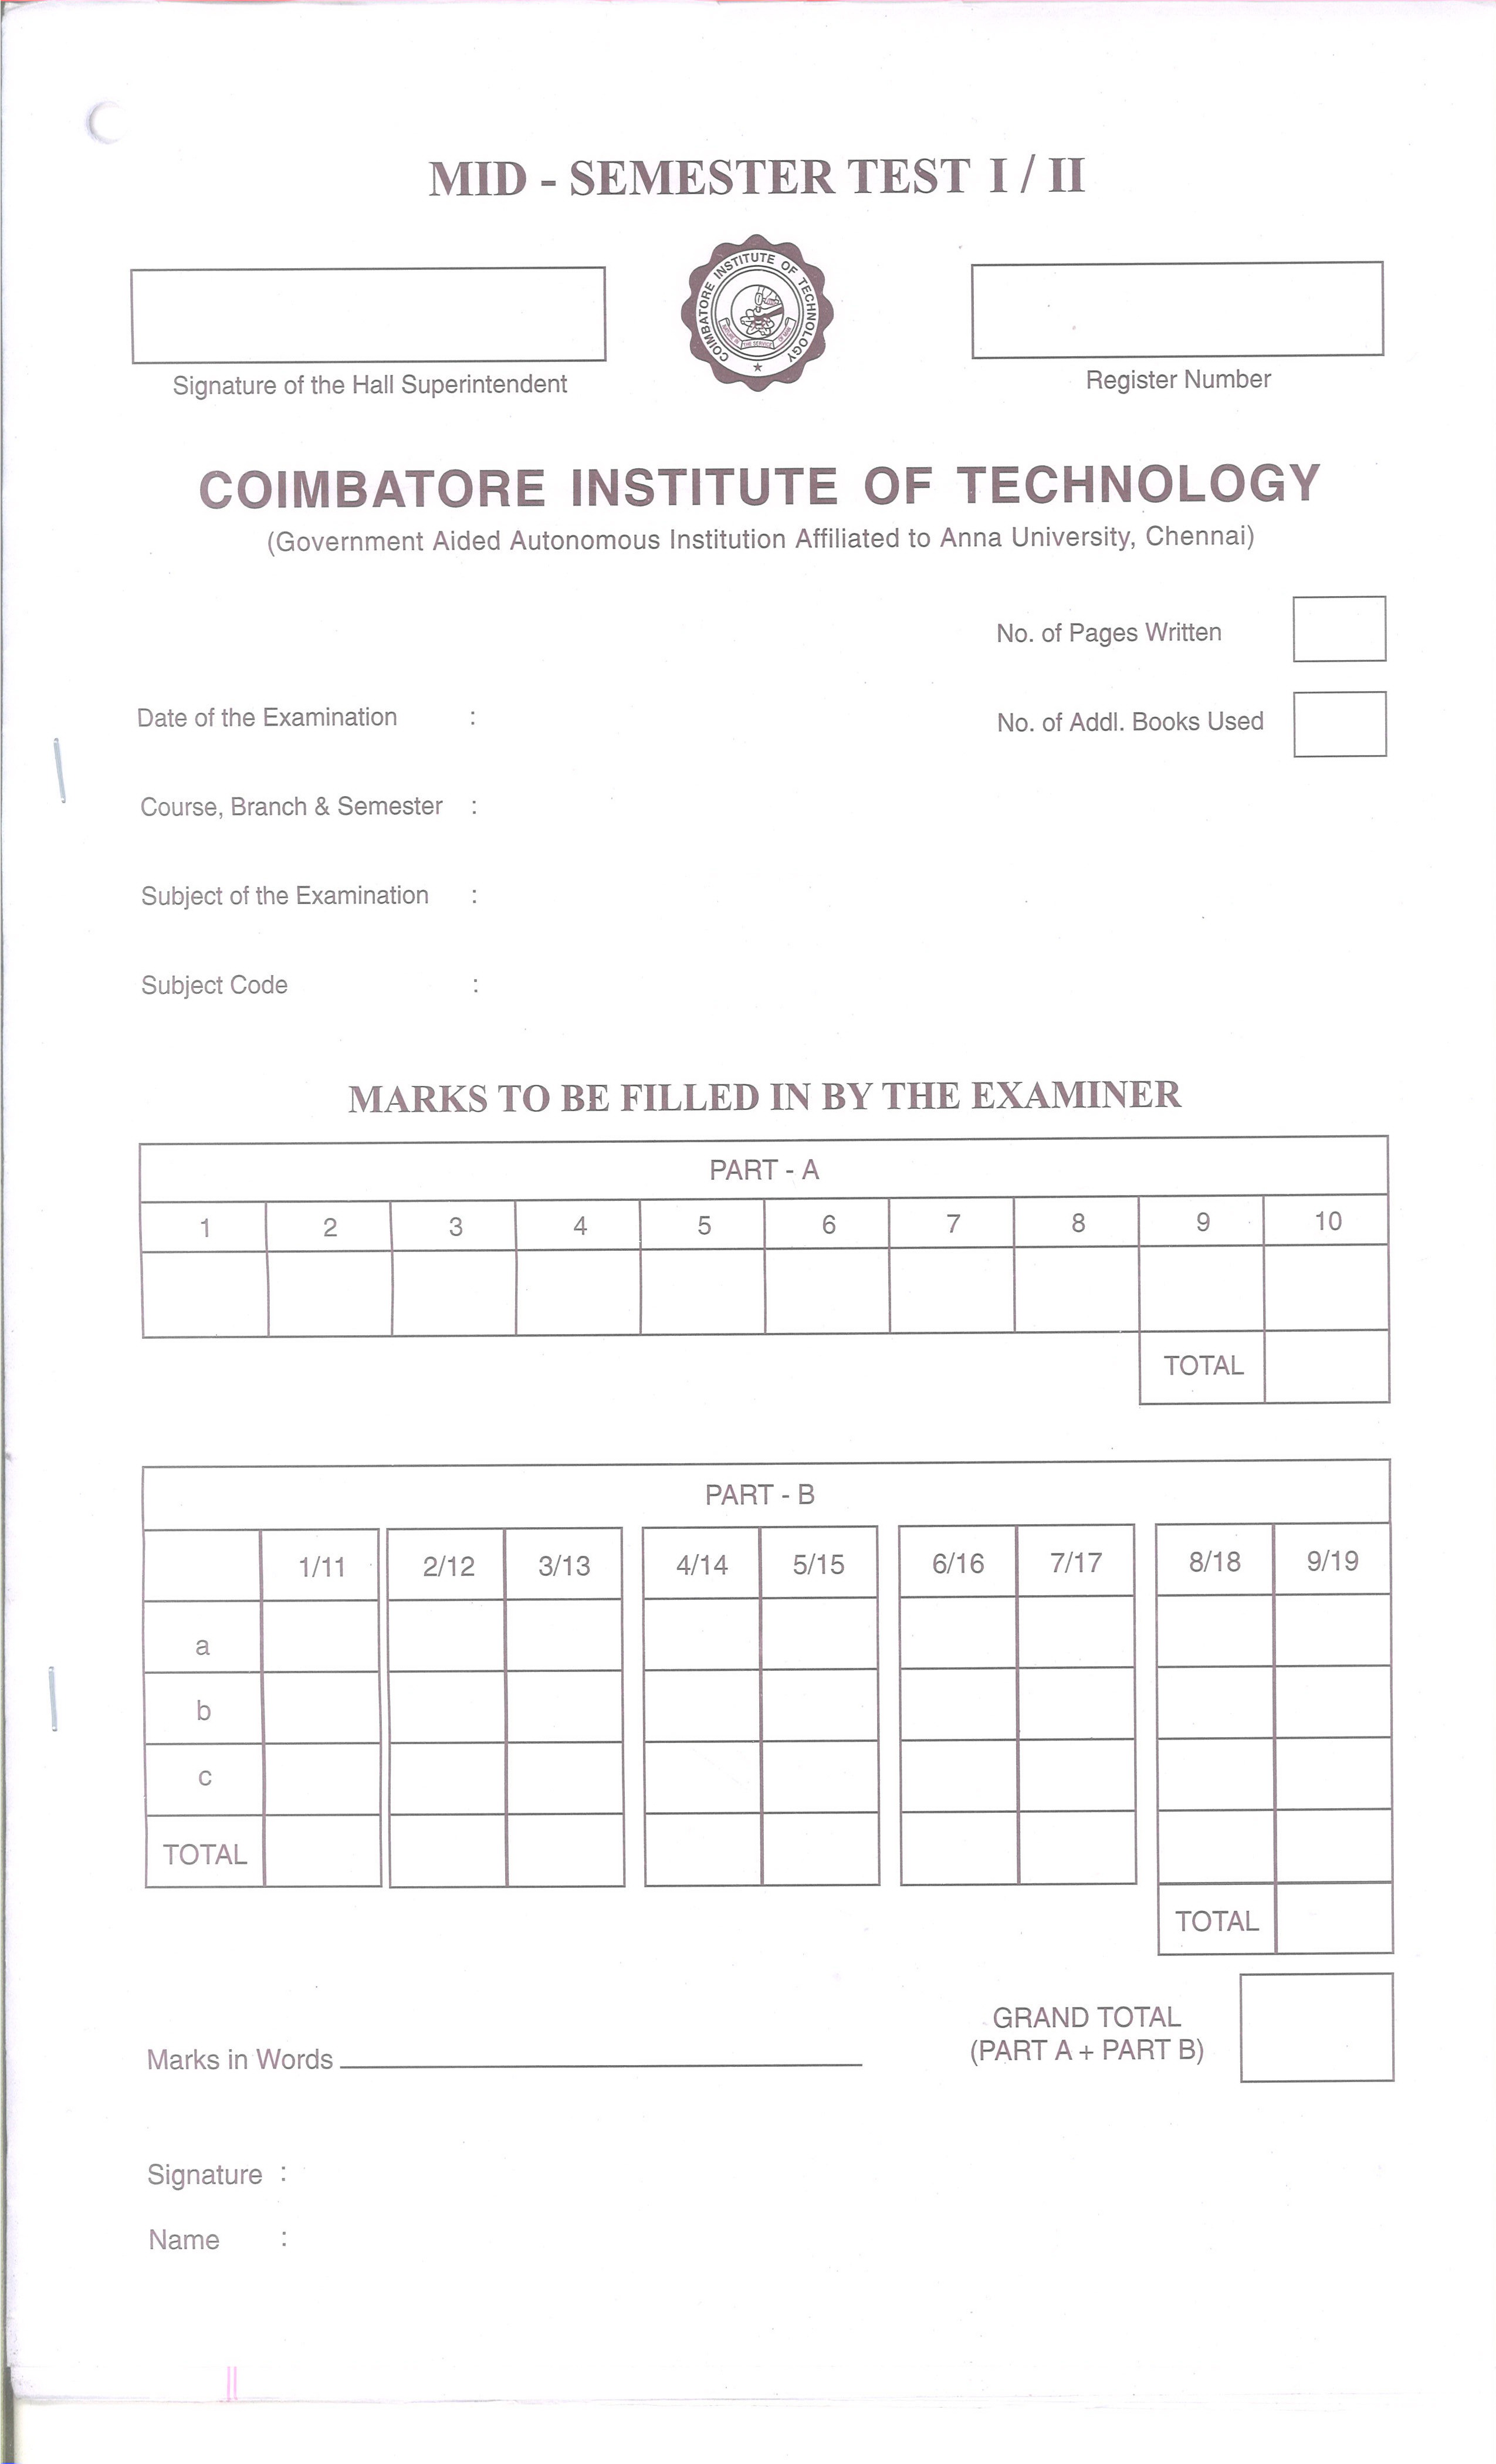 MID - SEMESTER TEST I / II
COIMBATORE INSTITUTE OF TECHNOLOGY
THE SERVICE
Signature of the Hall Superintendent
Register Number
COIMBATORE INSTITUTE OF TECHNOLOGY
(Government Aided Autonomous Institution Affiliated to Anna University, Chennai)
No. of Pages Written
Date of the Examination :
No. of Addl. Books Used
Course, Branch & Semester :
Subject of the Examination :
Subject Code :
MARKS TO BE FILLED IN BY THE EXAMINER
PART - A
1 2 3 4 5 6 7 8 9 10
TOTAL
PART - B
1/11 2/12 3/13 4/14 5/15 6/16 7/17 8/18 9/19
a
b
c
TOTAL
TOTAL
GRAND TOTAL
(PART A + PART B)
Marks in Words
Signature :
Name :